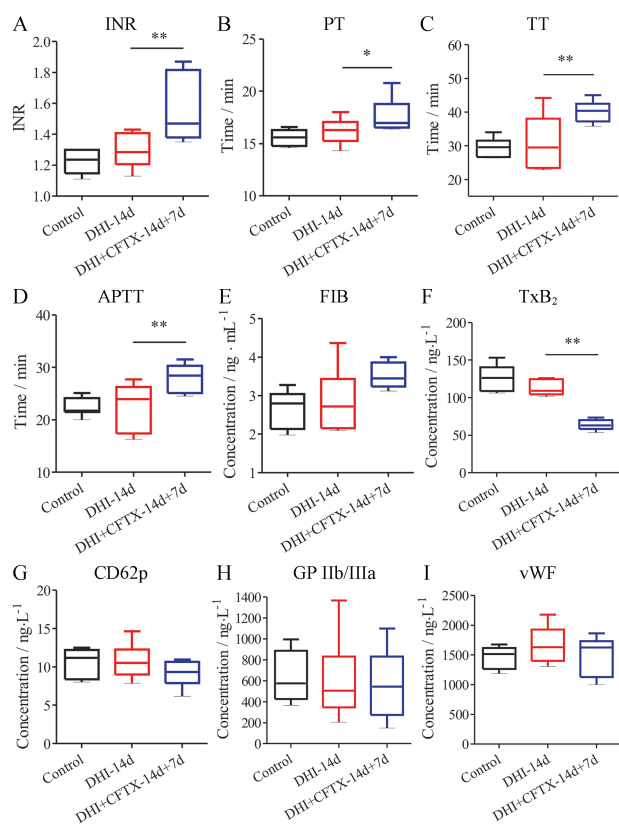 A INR
**
INR
2.0
1.8
1.6
1.4
1.2
1.0
Control
DHI-14d
DHI+CFTX-14d+7d
B PT
*
Time / min
25
20
15
10
Control
DHI-14d
DHI+CFTX-14d+7d
C TT
**
Time / min
60
50
40
30
20
Control
DHI-14d
DHI+CFTX-14d+7d
D APTT
**
Time / min
40
30
20
10
Control
DHI-14d
DHI+CFTX-14d+7d
E FIB
Concentration / ng · mL⁻¹
5
4
3
2
1
Control
DHI-14d
DHI+CFTX-14d+7d
F TxB₂
**
Concentration / ng·L⁻¹
200
150
100
50
0
Control
DHI-14d
DHI+CFTX-14d+7d
G CD62p
Concentration / ng·L⁻¹
20
15
10
5
0
Control
DHI-14d
DHI+CFTX-14d+7d
H GP IIb/IIIa
Concentration / ng·L⁻¹
1400
1200
1000
800
600
400
200
0
Control
DHI-14d
DHI+CFTX-14d+7d
I vWF
Concentration / ng·L⁻¹
2500
2000
1500
1000
500
0
Control
DHI-14d
DHI+CFTX-14d+7d